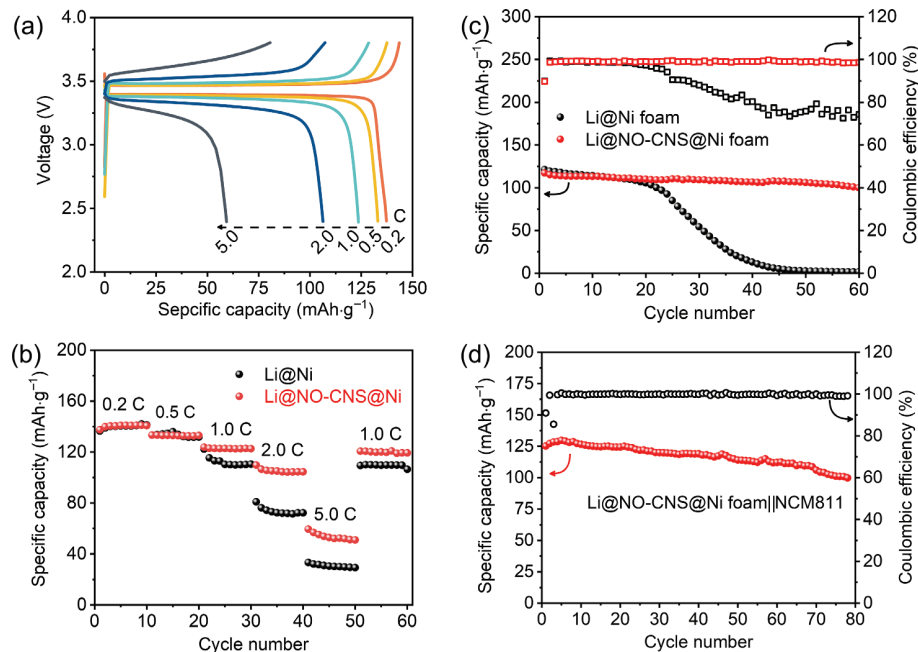 (a)
4.0
3.5
3.0
2.5
2.0
Voltage (V)
C
5.0
2.0
1.0
0.5
0.2
0
25
50
75
100
125
150
Sepcific capacity (mAh·g⁻¹)
(b)
200
160
120
80
40
0
Specific capacity (mAh·g⁻¹)
Li@Ni
Li@NO-CNS@Ni
0.2 C
0.5 C
1.0 C
2.0 C
5.0 C
1.0 C
0
10
20
30
40
50
60
Cycle number
(c)
300
250
200
150
100
50
0
Specific capacity (mAh·g⁻¹)
Li@Ni foam
Li@NO-CNS@Ni foam
120
100
80
60
40
20
0
Coulombic efficiency (%)
0
10
20
30
40
50
60
Cycle number
(d)
200
175
150
125
100
75
50
25
0
Specific capacity (mAh·g⁻¹)
Li@NO-CNS@Ni foam||NCM811
120
100
80
60
40
20
0
Coulombic efficiency (%)
0
10
20
30
40
50
60
70
80
Cycle number